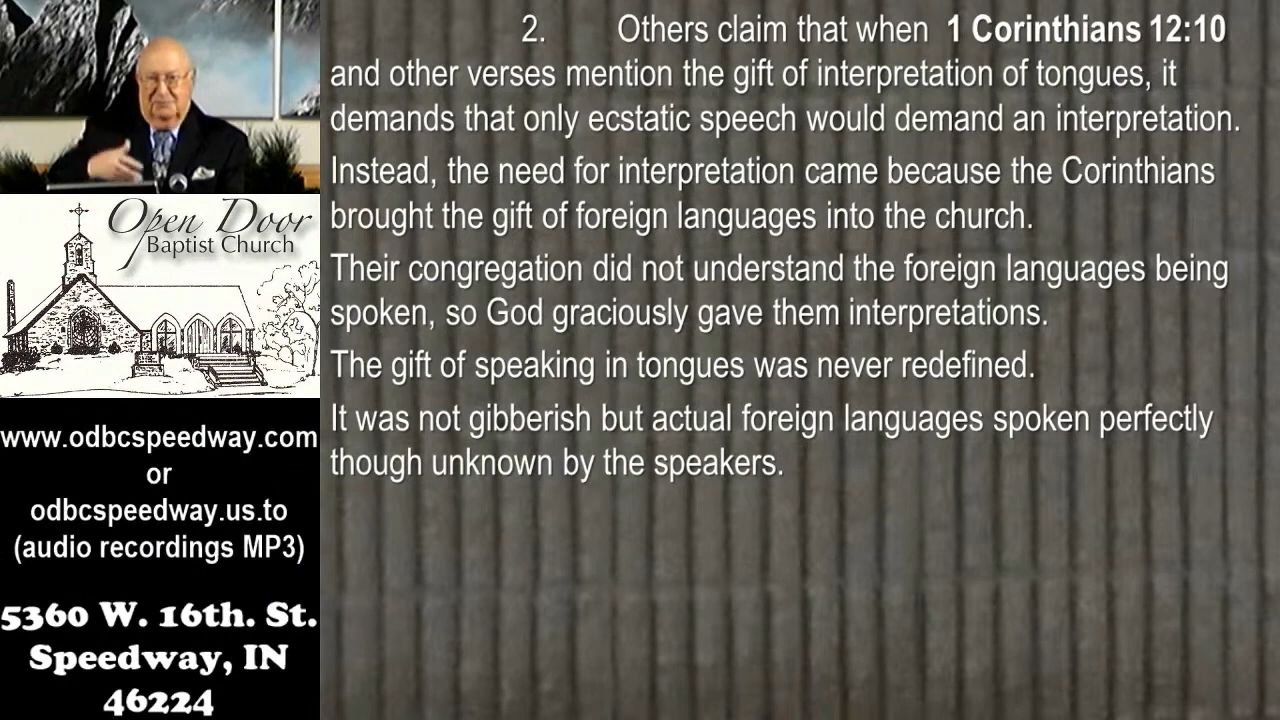 Open Door
Baptist Church
www.odbcspeedway.com
or
odbcspeedway.us.to
(audio recordings MP3)
5360 W. 16th. St.
Speedway, IN
46224
2. Others claim that when 1 Corinthians 12:10
and other verses mention the gift of interpretation of tongues, it
demands that only ecstatic speech would demand an interpretation.
Instead, the need for interpretation came because the Corinthians
brought the gift of foreign languages into the church.
Their congregation did not understand the foreign languages being
spoken, so God graciously gave them interpretations.
The gift of speaking in tongues was never redefined.
It was not gibberish but actual foreign languages spoken perfectly
though unknown by the speakers.